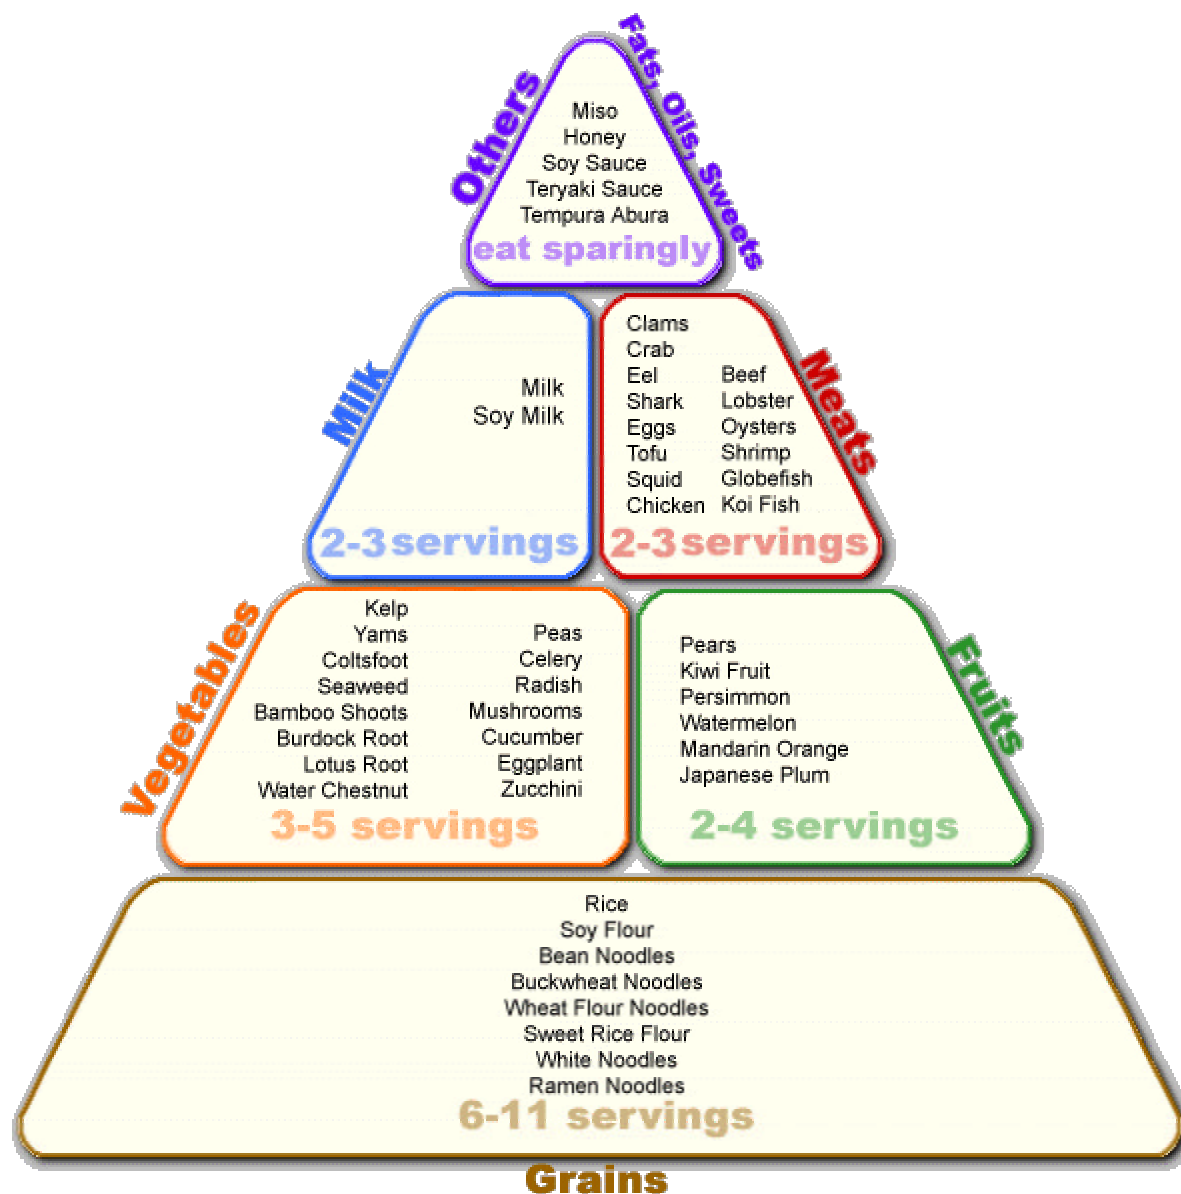 Others
Fats, Oils, Sweets
Miso
Honey
Soy Sauce
Teryaki Sauce
Tempura Abura
eat sparingly
Milk
Milk
Soy Milk
2-3 servings
Meats
Clams
Crab
Eel
Shark
Eggs
Tofu
Squid
Chicken
Beef
Lobster
Oysters
Shrimp
Globefish
Koi Fish
2-3 servings
Vegetables
Kelp
Yams
Coltsfoot
Seaweed
Bamboo Shoots
Burdock Root
Lotus Root
Water Chestnut
Peas
Celery
Radish
Mushrooms
Cucumber
Eggplant
Zucchini
3-5 servings
Fruits
Pears
Kiwi Fruit
Persimmon
Watermelon
Mandarin Orange
Japanese Plum
2-4 servings
Rice
Soy Flour
Bean Noodles
Buckwheat Noodles
Wheat Flour Noodles
Sweet Rice Flour
White Noodles
Ramen Noodles
6-11 servings
Grains